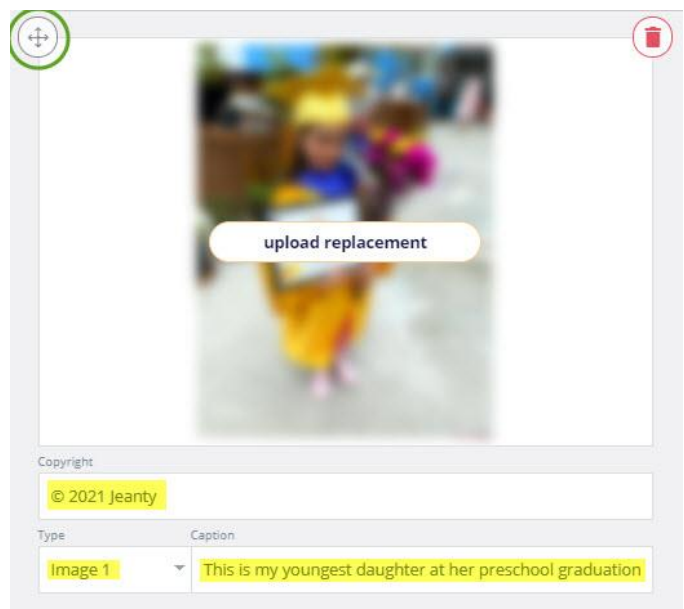 upload replacement
Copyright
© 2021 Jeanty
Type Caption
Image 1 This is my youngest daughter at her preschool graduation